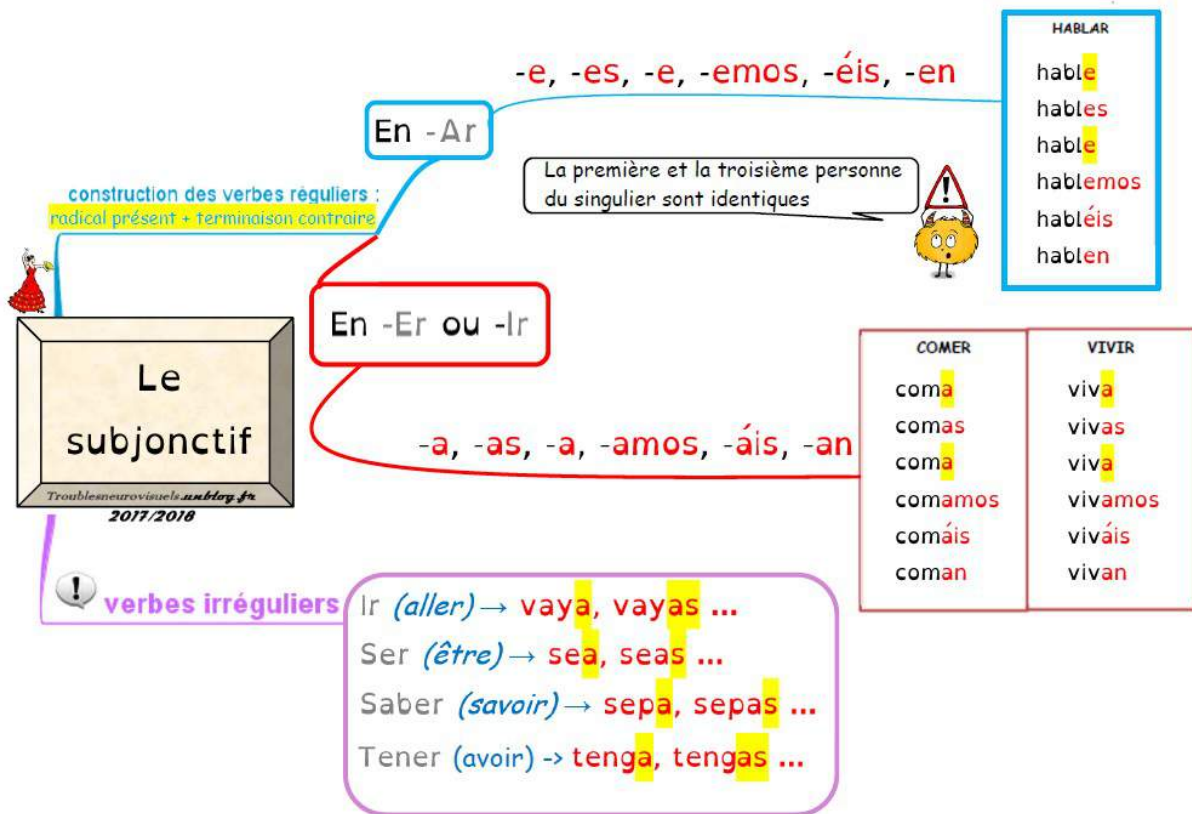 Le
subjonctif
Troublesneurovisuels.unblog.fr
2017/2018
construction des verbes réguliers :
radical présent + terminaison contraire
En -Ar
-e, -es, -e, -emos, -éis, -en
HABLAR
hable
hables
hable
hablemos
habléis
hablen
La première et la troisième personne
du singulier sont identiques
En -Er ou -Ir
-a, -as, -a, -amos, -áis, -an
COMER
coma
comas
coma
comamos
comáis
coman
VIVIR
viva
vivas
viva
vivamos
viváis
vivan
verbes irréguliers
Ir (aller) → vaya, vayas ...
Ser (être) → sea, seas ...
Saber (savoir) → sepa, sepas ...
Tener (avoir) -> tenga, tengas ...